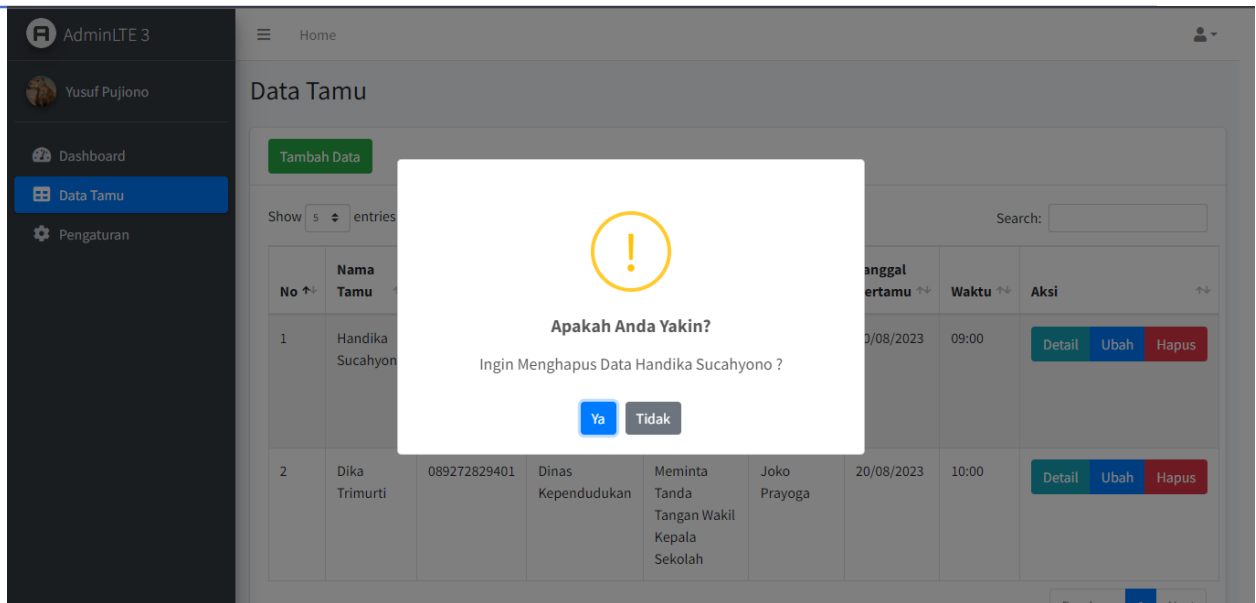 AdminLTE 3
Home
Yusuf Pujiono
Data Tamu
Dashboard
Data Tamu
Pengaturan
Tambah Data
Show 5 entries
Search:
No
Nama
Tamu
Waktu
Aksi
1
Handika
09:00
Detail Ubah Hapus
Apakah Anda Yakin?
Ingin Menghapus Data Handika Sucahyono ?
Ya Tidak
2
Dika
Trimurti
089272829401
Dinas
Kependudukan
Meminta
Tanda
Tangan Wakil
Kepala
Sekolah
Joko
Prayoga
20/08/2023
10:00
Detail Ubah Hapus